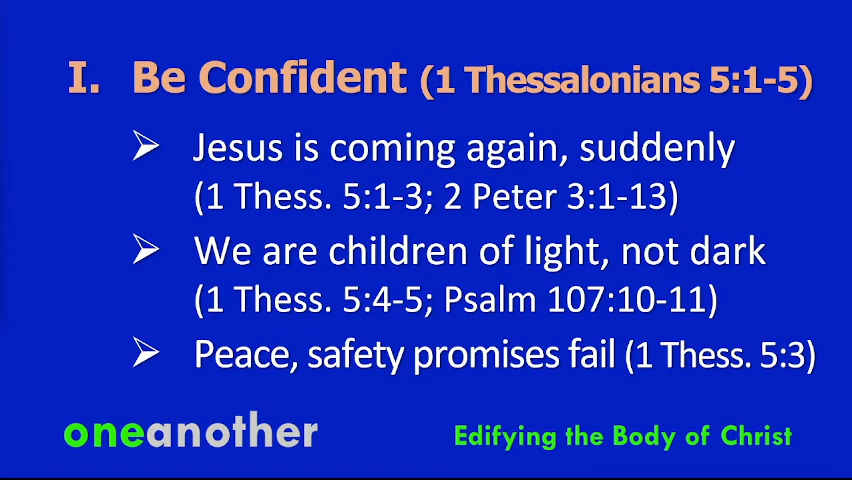 I. Be Confident (1 Thessalonians 5:1-5)
➢ Jesus is coming again, suddenly
(1 Thess. 5:1-3; 2 Peter 3:1-13)
➢ We are children of light, not dark
(1 Thess. 5:4-5; Psalm 107:10-11)
➢ Peace, safety promises fail (1 Thess. 5:3)
oneanother
Edifying the Body of Christ